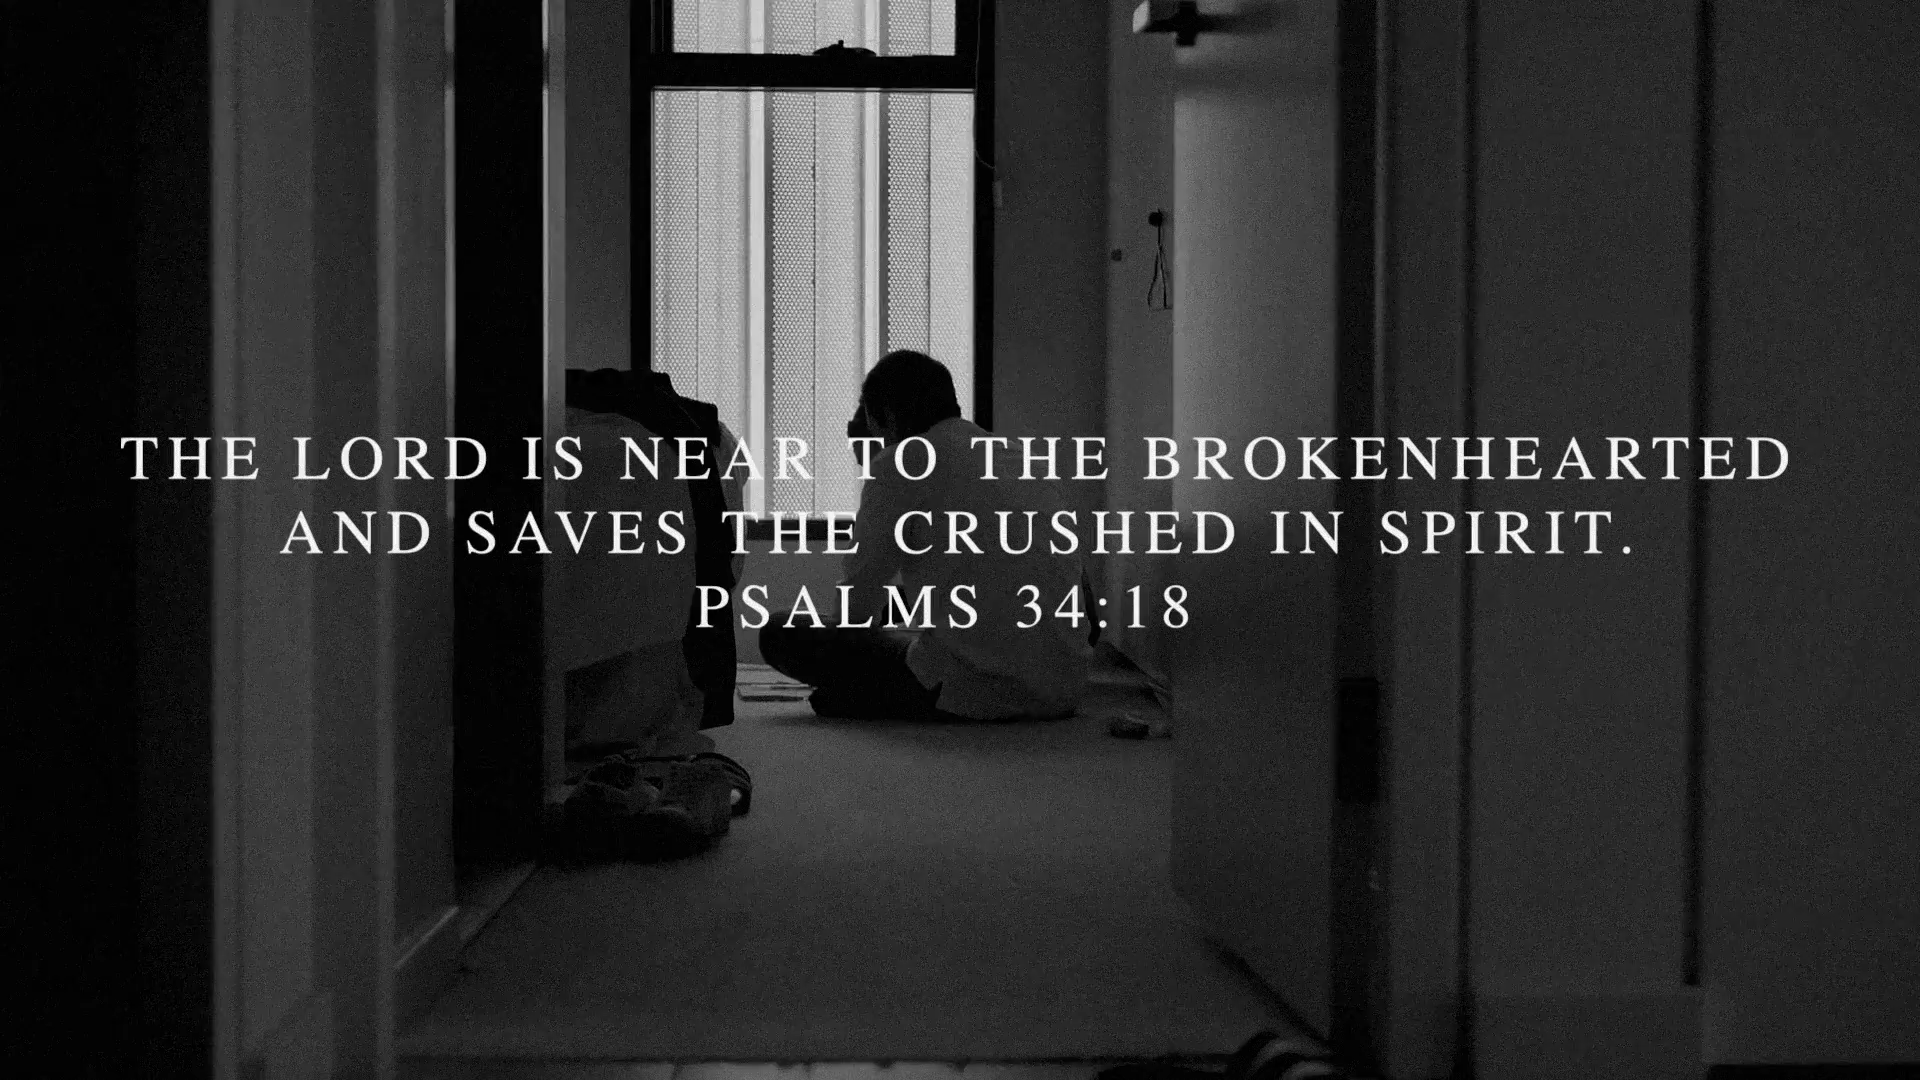 THE LORD IS NEAR TO THE BROKENHEARTED
AND SAVES THE CRUSHED IN SPIRIT.
PSALMS 34:18